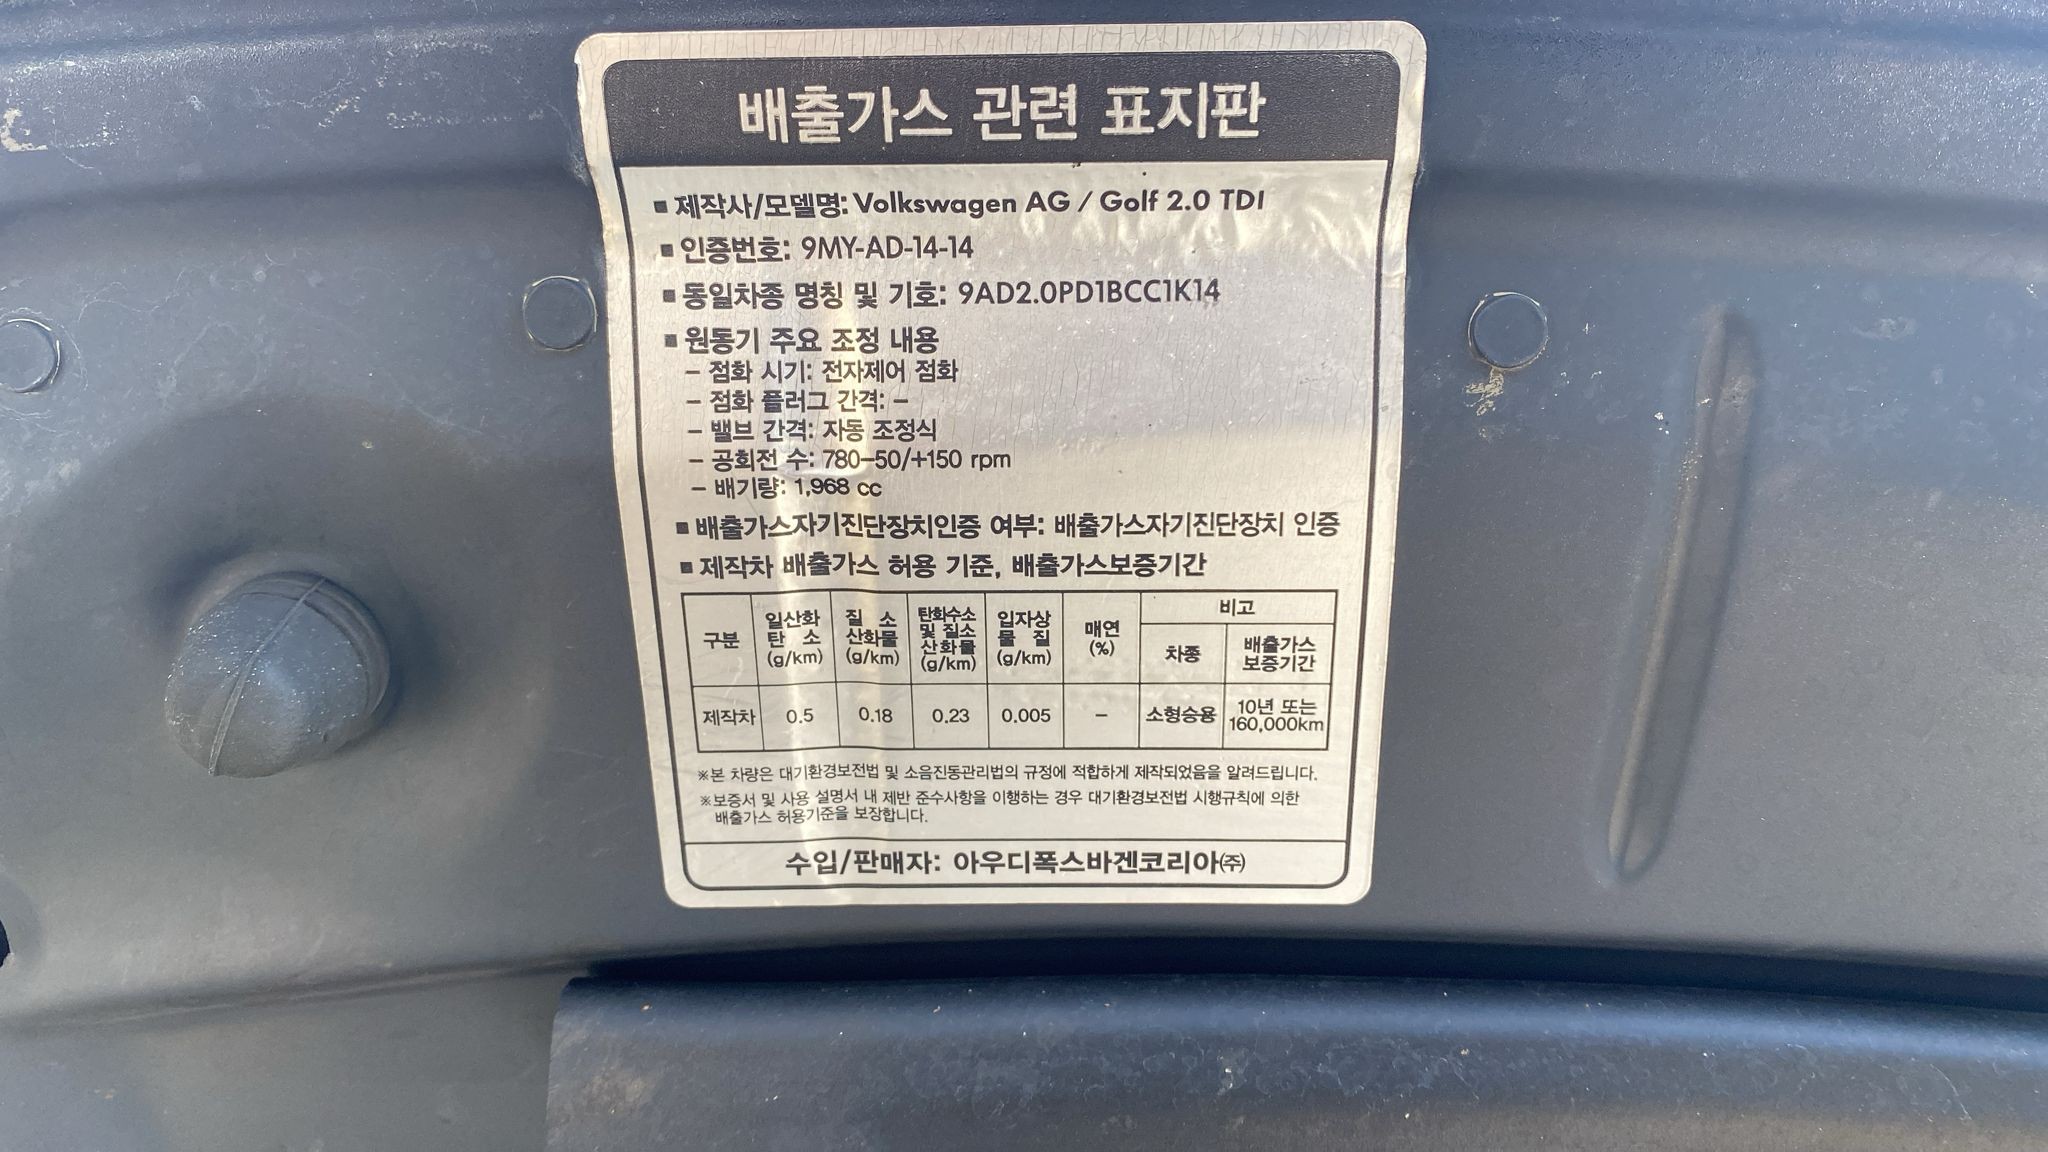 배출가스 관련 표지판
■ 제작사/모델명: Volkswagen AG / Golf 2.0 TDI
■ 인증번호: 9MY-AD-14-14
■ 동일차종 명칭 및 기호: 9AD2.0PD1BCC1K14
■ 원동기 주요 조정 내용
– 점화 시기: 전자제어 점화
– 점화 플러그 간격: –
– 밸브 간격: 자동 조정식
– 공회전 수: 780–50/+150 rpm
– 배기량: 1,968 cc
■ 배출가스자기진단장치인증 여부: 배출가스자기진단장치 인증
■ 제작차 배출가스 허용 기준, 배출가스보증기간
구분
일산화
탄 소
(g/km)
질 소
산화물
(g/km)
탄화수소
및 질소
산화물
(g/km)
입자상
물 질
(g/km)
매연
(%)
비고
차종
배출가스
보증기간
제작차
0.5
0.18
0.23
0.005
–
소형승용
10년 또는
160,000km
※본 차량은 대기환경보전법 및 소음진동관리법의 규정에 적합하게 제작되었음을 알려드립니다.
※보증서 및 사용 설명서 내 제반 준수사항을 이행하는 경우 대기환경보전법 시행규칙에 의한
배출가스 허용기준을 보장합니다.
수입/판매자: 아우디폭스바겐코리아㈜